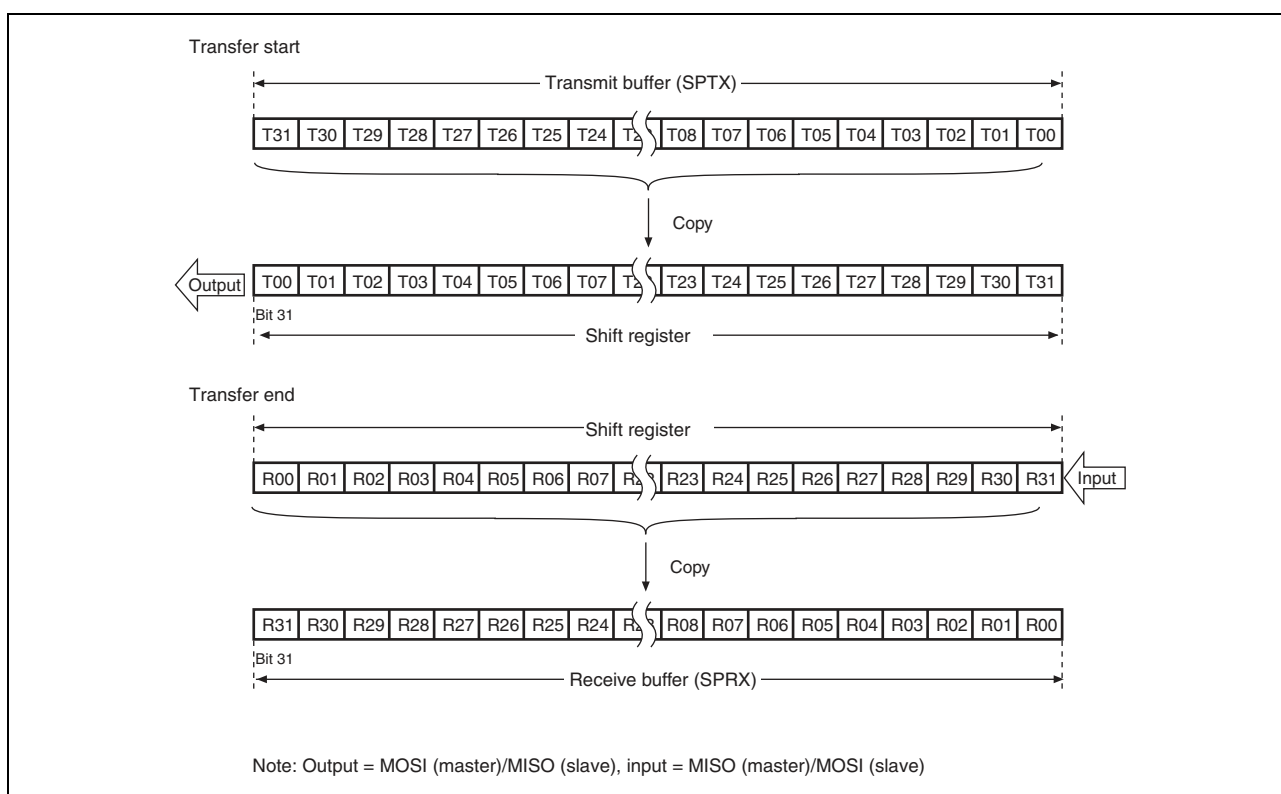 Transfer start
Transmit buffer (SPTX)
T31 T30 T29 T28 T27 T26 T25 T24 T08 T07 T06 T05 T04 T03 T02 T01 T00
Copy
Output
T00 T01 T02 T03 T04 T05 T06 T07 T23 T24 T25 T26 T27 T28 T29 T30 T31
Bit 31
Shift register
Transfer end
Shift register
R00 R01 R02 R03 R04 R05 R06 R07 R23 R24 R25 R26 R27 R28 R29 R30 R31
Input
Copy
R31 R30 R29 R28 R27 R26 R25 R24 R08 R07 R06 R05 R04 R03 R02 R01 R00
Bit 31
Receive buffer (SPRX)
Note: Output = MOSI (master)/MISO (slave), input = MISO (master)/MOSI (slave)